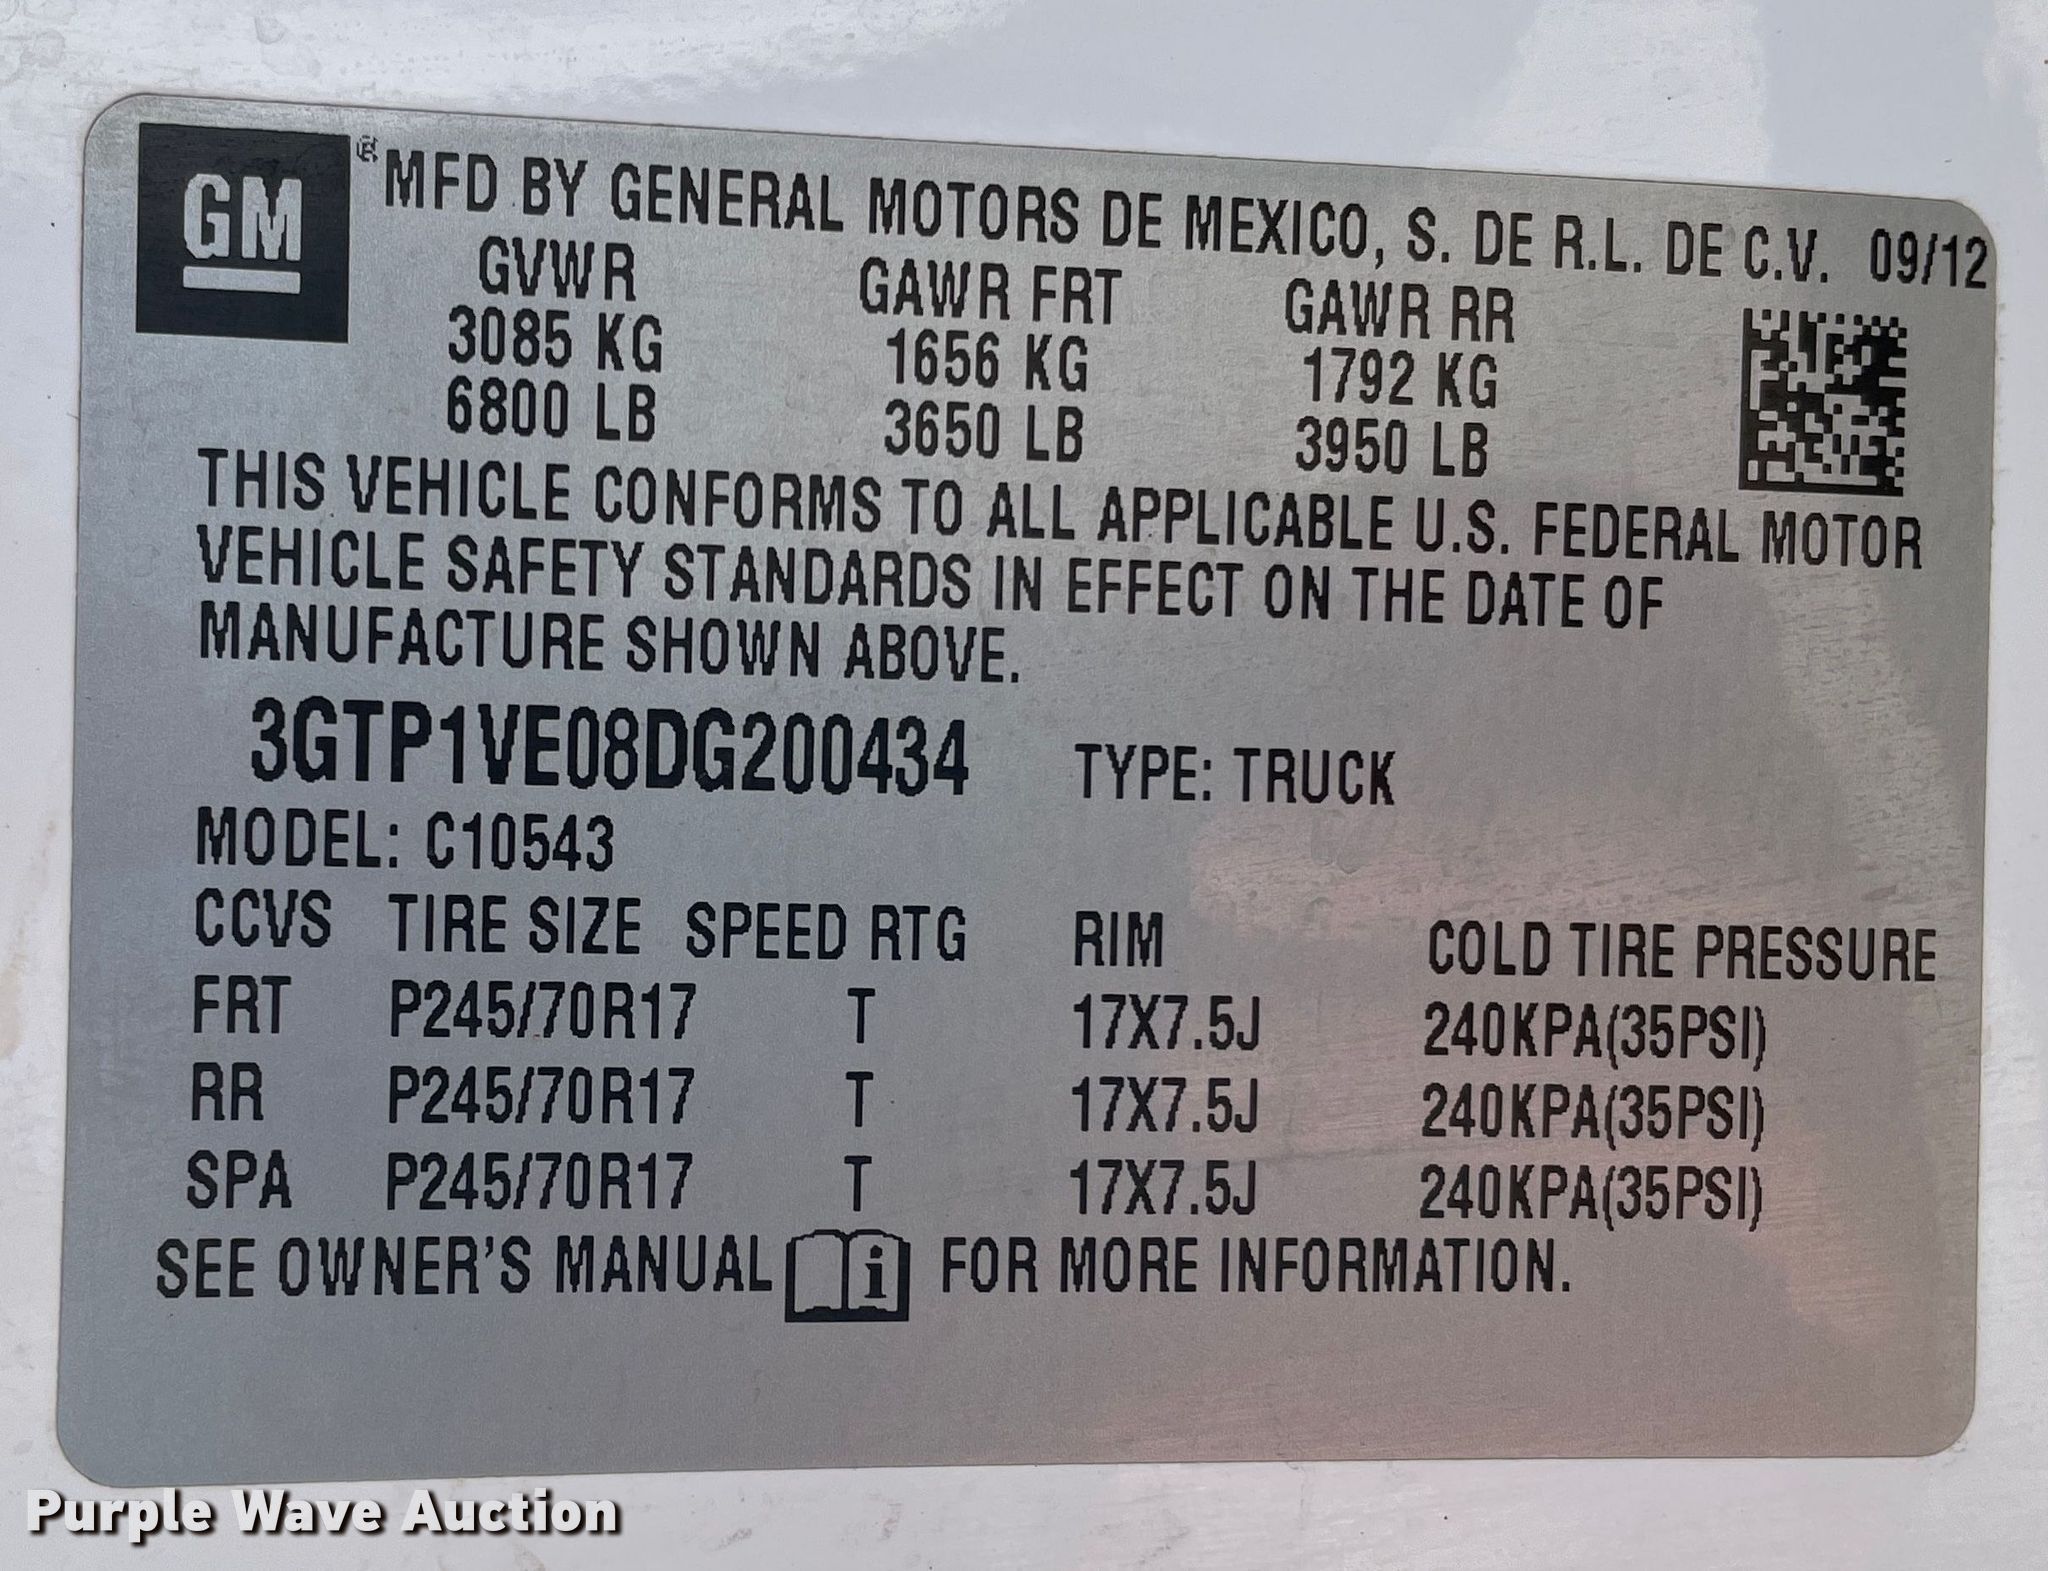 GM ® MFD BY GENERAL MOTORS DE MEXICO, S. DE R.L. DE C.V. 09/12
GVWR GAWR FRT GAWR RR
3085 KG 1656 KG 1792 KG
6800 LB 3650 LB 3950 LB
THIS VEHICLE CONFORMS TO ALL APPLICABLE U.S. FEDERAL MOTOR
VEHICLE SAFETY STANDARDS IN EFFECT ON THE DATE OF
MANUFACTURE SHOWN ABOVE.
3GTP1VE08DG200434 TYPE: TRUCK
MODEL: C10543
CCVS TIRE SIZE SPEED RTG RIM COLD TIRE PRESSURE
FRT P245/70R17 T 17X7.5J 240KPA(35PSI)
RR P245/70R17 T 17X7.5J 240KPA(35PSI)
SPA P245/70R17 T 17X7.5J 240KPA(35PSI)
SEE OWNER'S MANUAL i FOR MORE INFORMATION.
Purple Wave Auction